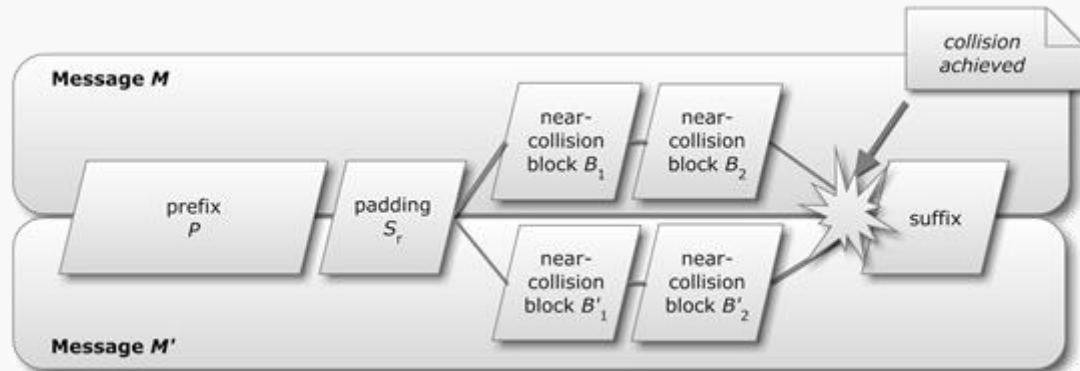 collision
achieved
Message M
near-
collision
block B₁
near-
collision
block B₂
prefix
P
padding
Sᵣ
suffix
near-
collision
block B'₁
near-
collision
block B'₂
Message M'